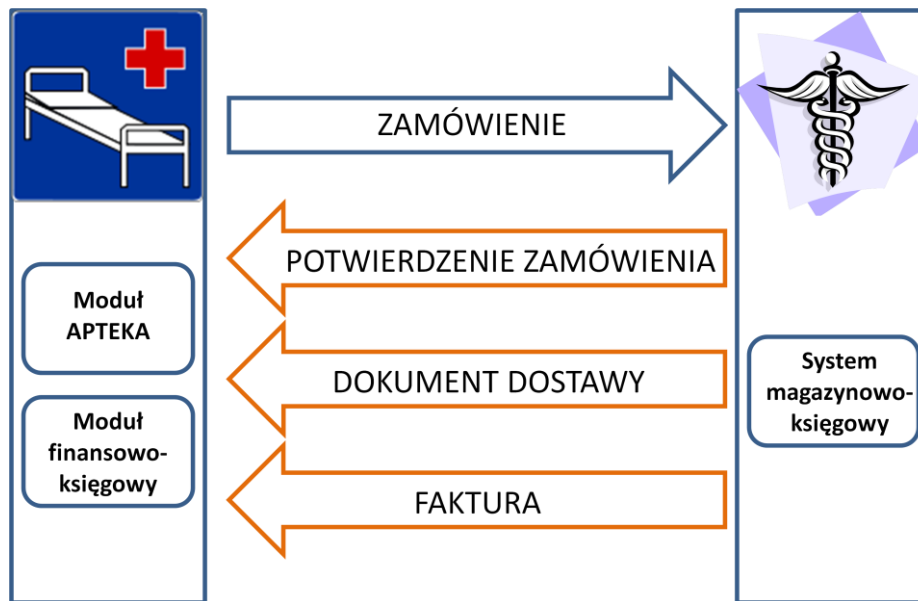 ZAMÓWIENIE
POTWIERDZENIE ZAMÓWIENIA
DOKUMENT DOSTAWY
FAKTURA
Moduł
APTEKA
Moduł
finansowo-
księgowy
System
magazynowo-
księgowy